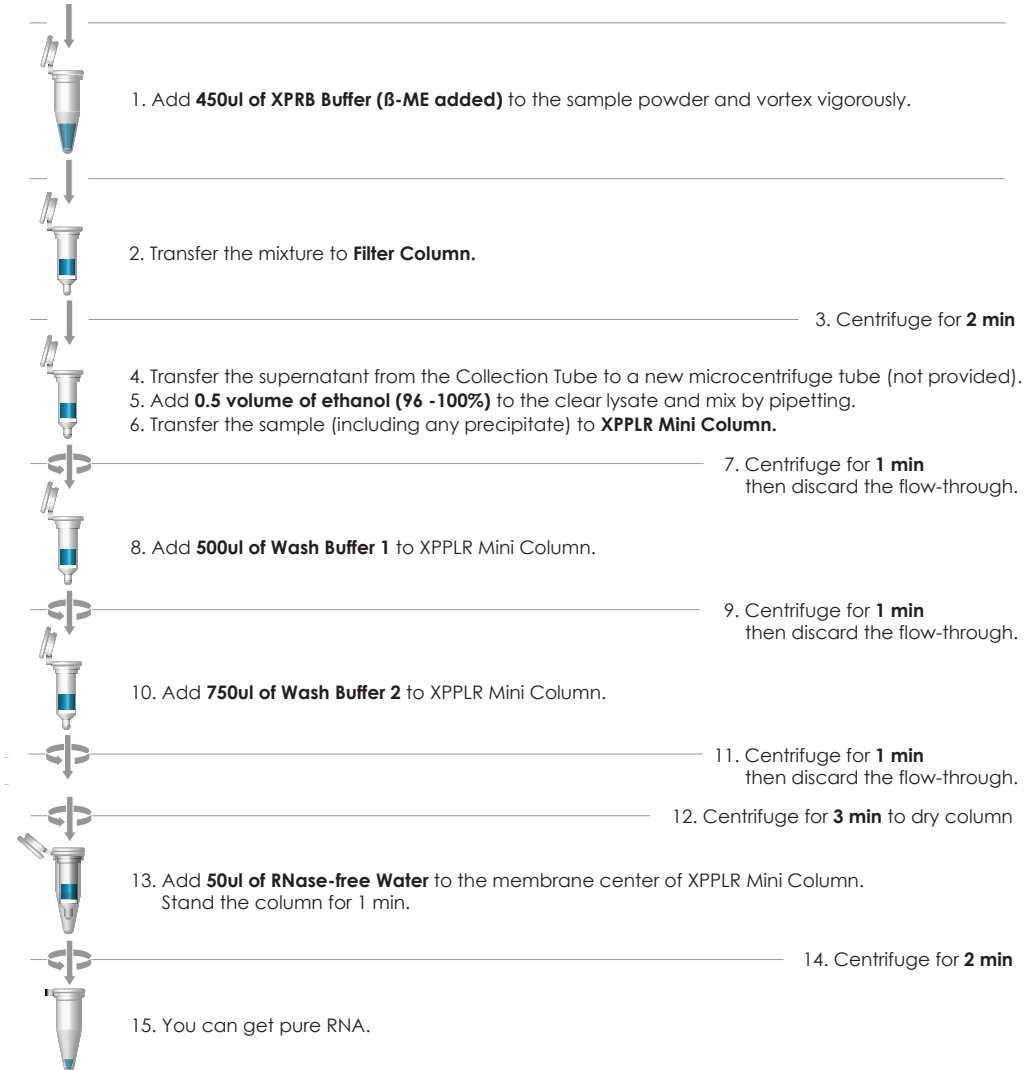 1. Add 450ul of XPRB Buffer (ß-ME added) to the sample powder and vortex vigorously.
2. Transfer the mixture to Filter Column.
3. Centrifuge for 2 min
4. Transfer the supernatant from the Collection Tube to a new microcentrifuge tube (not provided).
5. Add 0.5 volume of ethanol (96 -100%) to the clear lysate and mix by pipetting.
6. Transfer the sample (including any precipitate) to XPPLR Mini Column.
7. Centrifuge for 1 min
then discard the flow-through.
8. Add 500ul of Wash Buffer 1 to XPPLR Mini Column.
9. Centrifuge for 1 min
then discard the flow-through.
10. Add 750ul of Wash Buffer 2 to XPPLR Mini Column.
11. Centrifuge for 1 min
then discard the flow-through.
12. Centrifuge for 3 min to dry column
13. Add 50ul of RNase-free Water to the membrane center of XPPLR Mini Column.
Stand the column for 1 min.
14. Centrifuge for 2 min
15. You can get pure RNA.